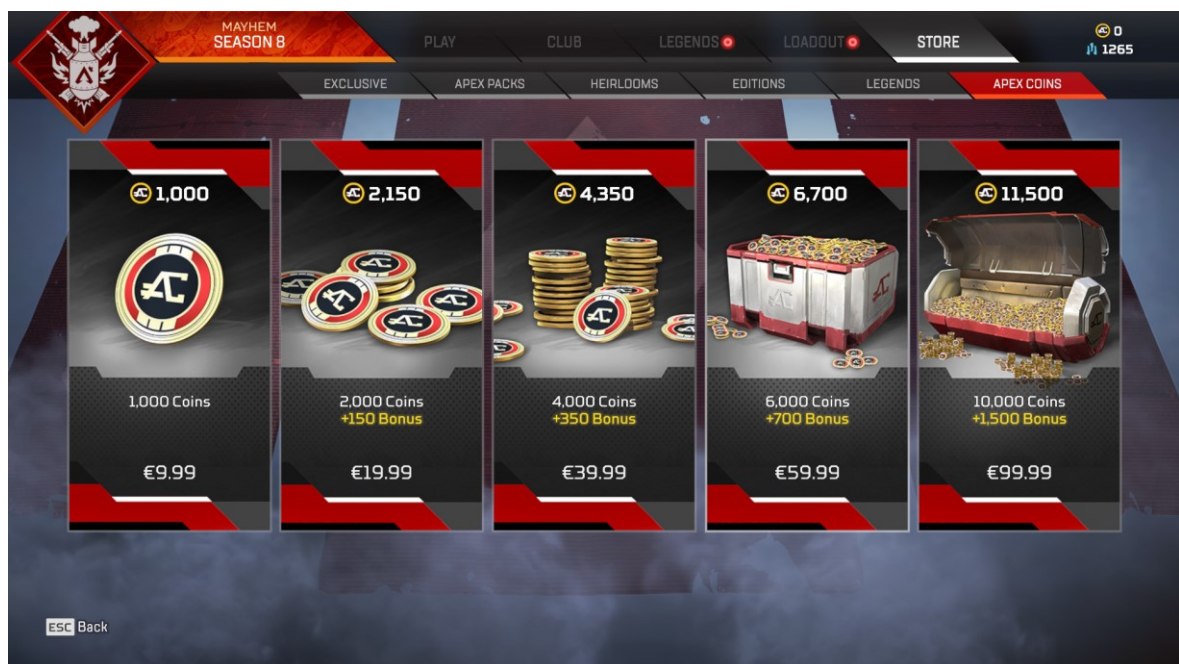 MAYHEM
SEASON 8
PLAY
CLUB
LEGENDS
LOADOUT
STORE
0
1265
EXCLUSIVE
APEX PACKS
HEIRLOOMS
EDITIONS
LEGENDS
APEX COINS
1,000
1,000 Coins
€9.99
2,150
2,000 Coins
+150 Bonus
€19.99
4,350
4,000 Coins
+350 Bonus
€39.99
6,700
6,000 Coins
+700 Bonus
€59.99
11,500
10,000 Coins
+1,500 Bonus
€99.99
ESC Back